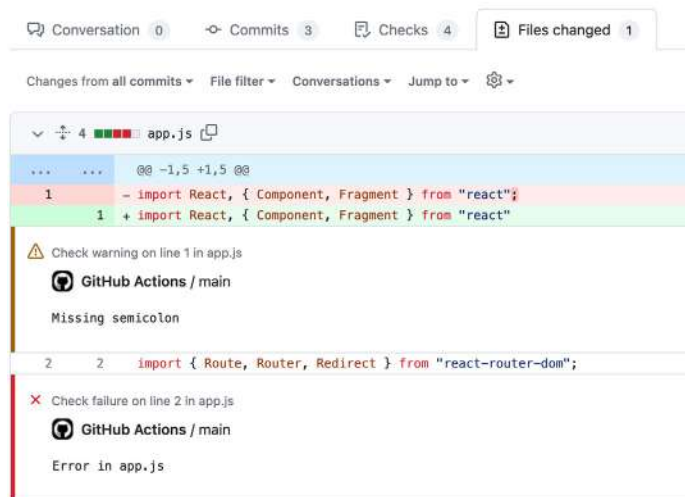 Conversation 0 Commits 3 Checks 4 Files changed 1
Changes from all commits File filter Conversations Jump to
4 app.js
... ... @@ -1,5 +1,5 @@
1 - import React, { Component, Fragment } from "react";
1 + import React, { Component, Fragment } from "react"
Check warning on line 1 in app.js
GitHub Actions / main
Missing semicolon
2 2 import { Route, Router, Redirect } from "react-router-dom";
Check failure on line 2 in app.js
GitHub Actions / main
Error in app.js